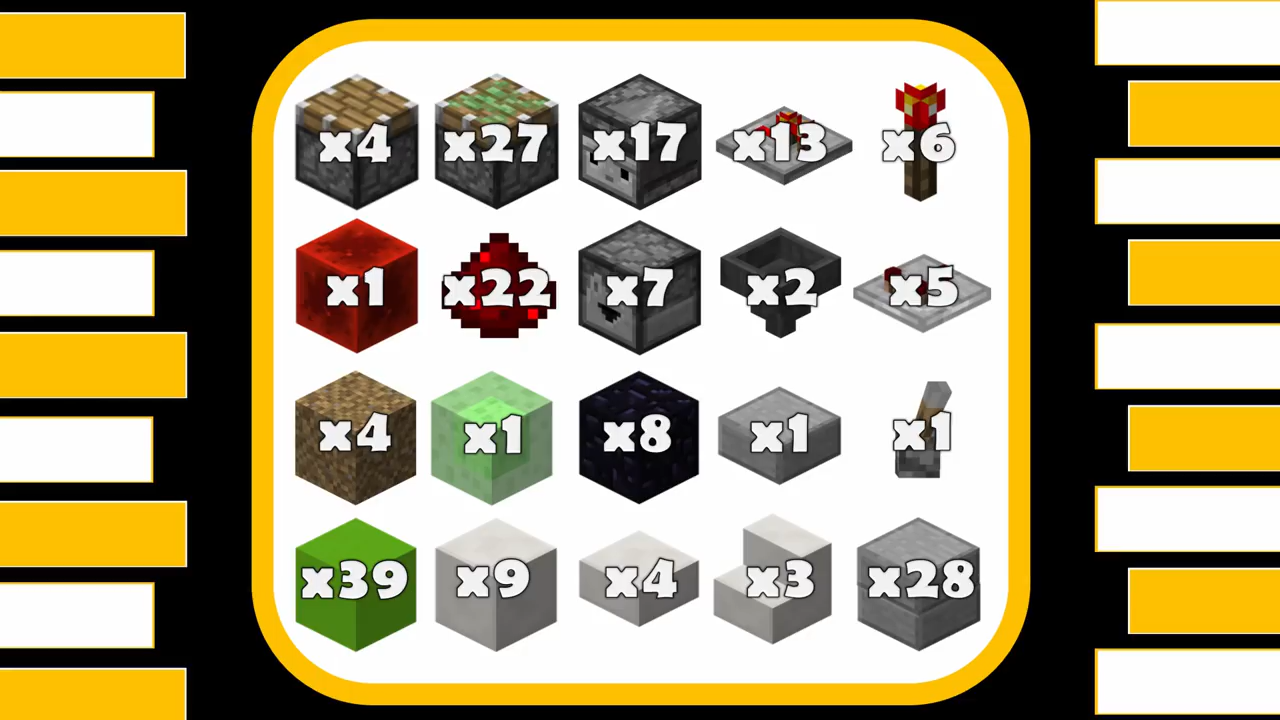 x4 x27 x17 x13 x6
x1 x22 x7 x2 x5
x4 x1 x8 x1 x1
x39 x9 x4 x3 x28